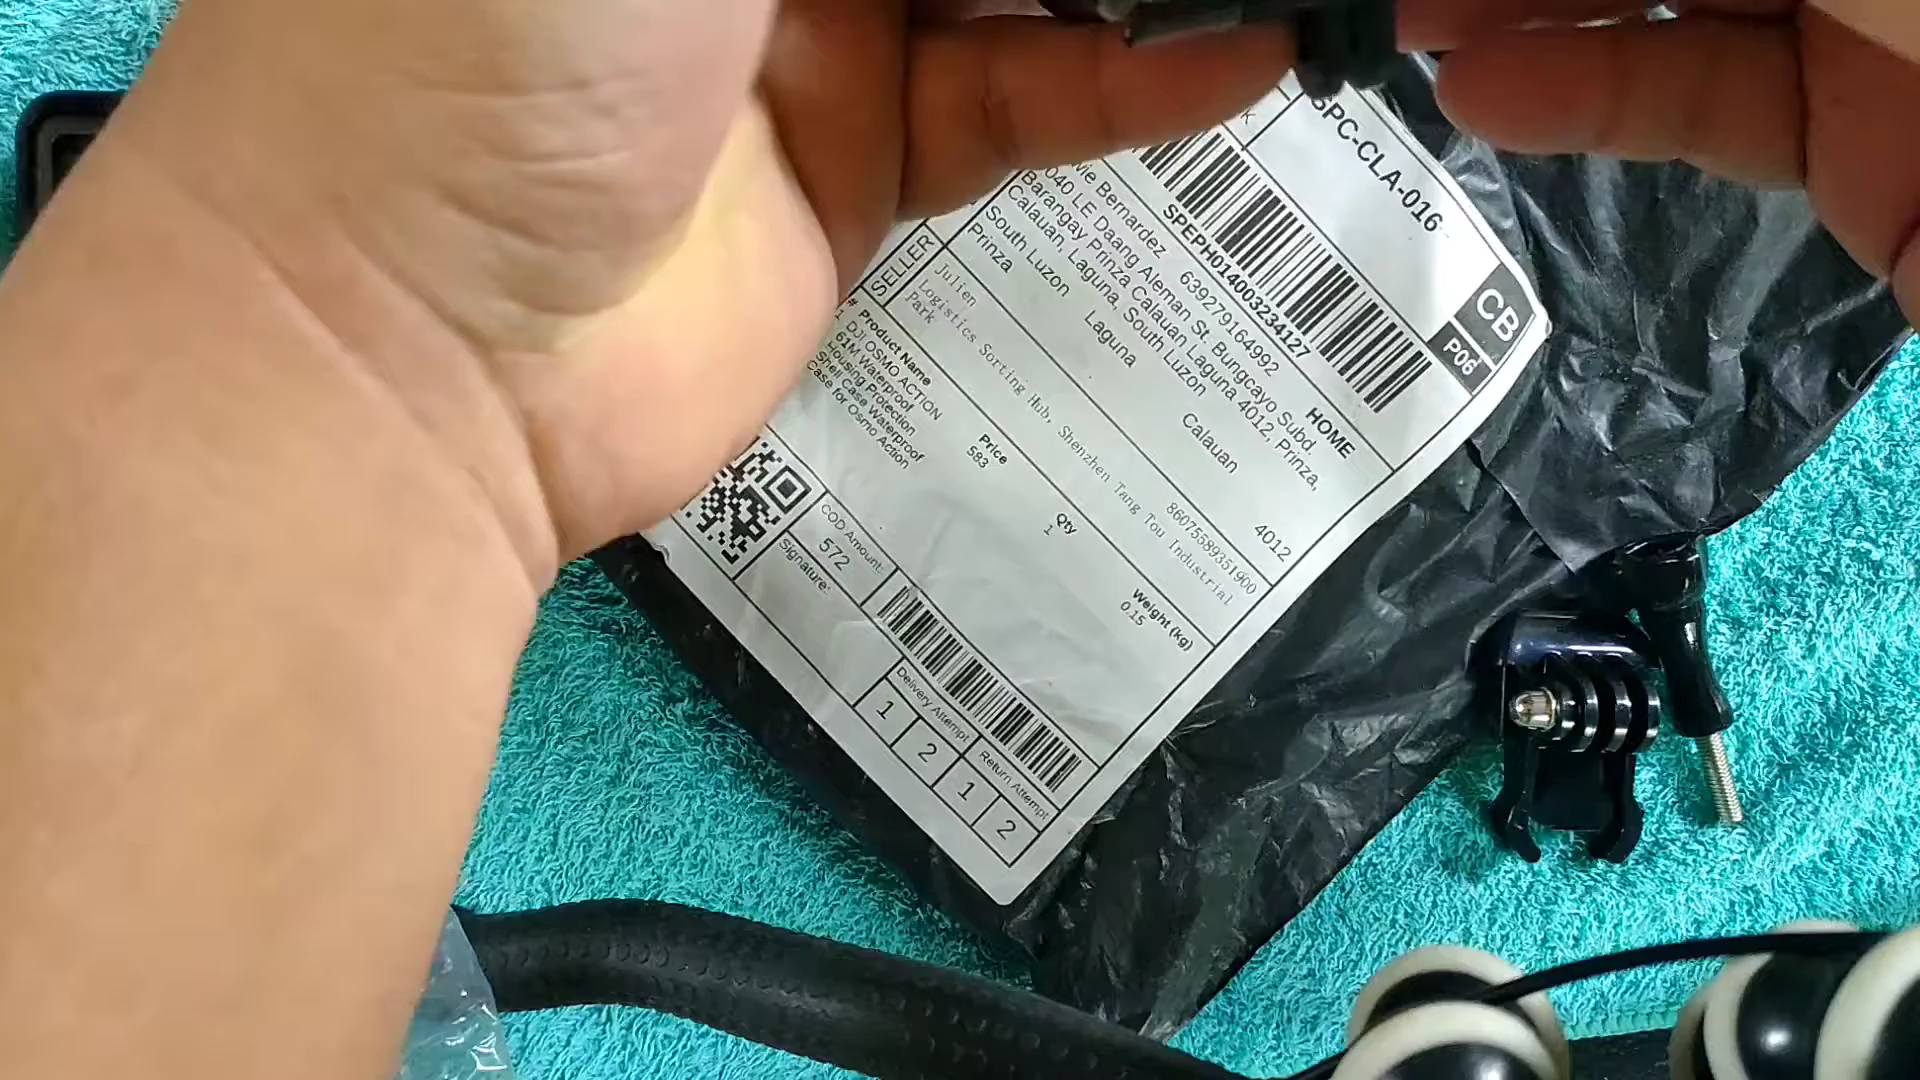 SPC-CLA-016
K
CB
P06
SPEPH014003234127
HOME
Bernardez 639279164992
040 LE Daang Aleman St. Bungcayo Subd.
Barangay Prinza Calauan Laguna 4012, Prinza,
Calauan, Laguna, South Luzon
South Luzon Laguna Calauan 4012
Prinza
SELLER
Julien 86075589351900
Logistics Sorting Hub, Shenzhen Tang Tou Industrial
Park
# Product Name Price Qty Weight (kg)
1 DJI OSMO ACTION 583 1 0.15
61M Waterproof
Housing Protection
Shell Case Waterproof
Case for Osmo Action
COD Amount:
572
Signature:
Delivery Attempt Return Attempt
1 2 1 2